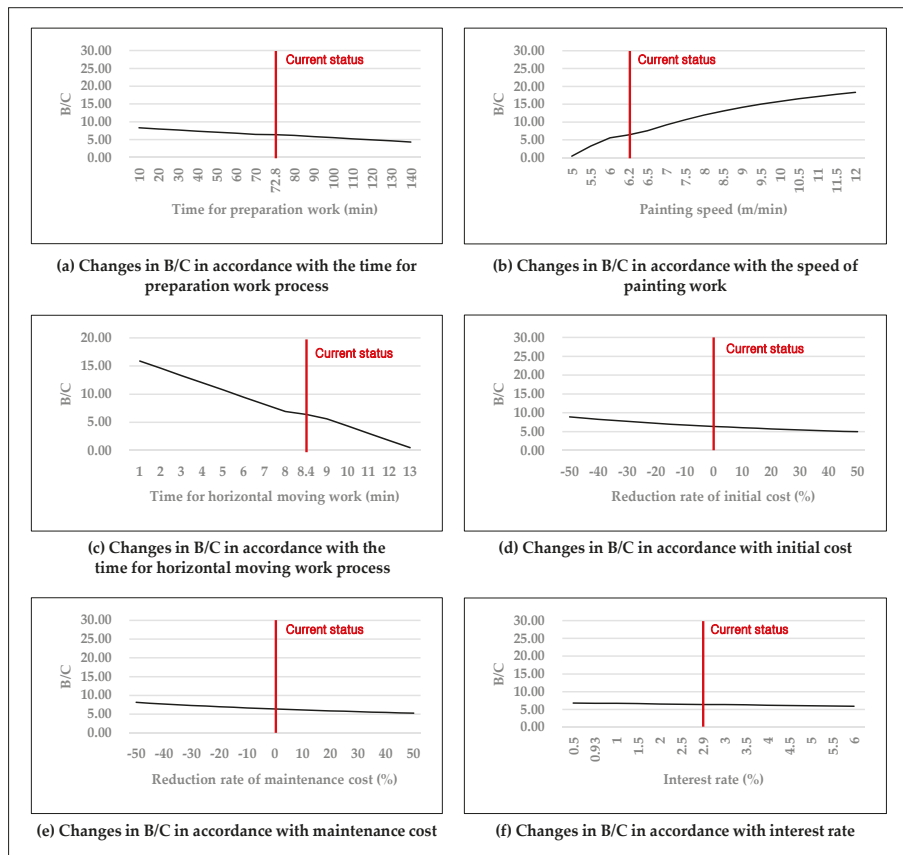 30.00
25.00
20.00
15.00
10.00
5.00
0.00
B/C
Current status
10 20 30 40 50 60 70 72.8 80 90 100 110 120 130 140
Time for preparation work (min)
(a) Changes in B/C in accordance with the time for
preparation work process
30.00
25.00
20.00
15.00
10.00
5.00
0.00
B/C
Current status
5 5.5 6 6.2 6.5 7 7.5 8 8.5 9 9.5 10 10.5 11 11.5 12
Painting speed (m/min)
(b) Changes in B/C in accordance with the speed of
painting work
20.00
15.00
10.00
5.00
0.00
B/C
Current status
1 2 3 4 5 6 7 8 8.4 9 10 11 12 13
Time for horizontal moving work (min)
(c) Changes in B/C in accordance with the
time for horizontal moving work process
30.00
25.00
20.00
15.00
10.00
5.00
0.00
B/C
Current status
-50 -40 -30 -20 -10 0 10 20 30 40 50
Reduction rate of initial cost (%)
(d) Changes in B/C in accordance with initial cost
30.00
25.00
20.00
15.00
10.00
5.00
0.00
B/C
Current status
-50 -40 -30 -20 -10 0 10 20 30 40 50
Reduction rate of maintenance cost (%)
(e) Changes in B/C in accordance with maintenance cost
30.00
25.00
20.00
15.00
10.00
5.00
0.00
B/C
Current status
0.5 0.93 1 1.5 2 2.5 2.9 3 3.5 4 4.5 5 5.5 6
Interest rate (%)
(f) Changes in B/C in accordance with interest rate